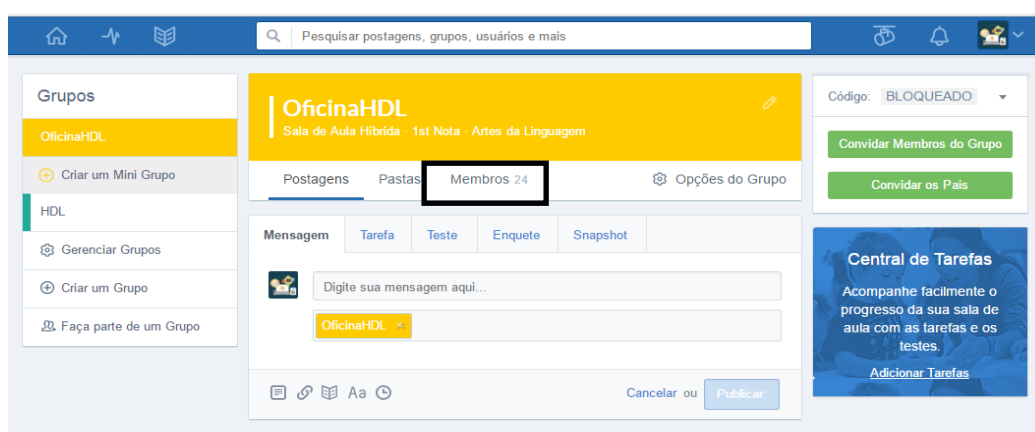 Pesquisar postagens, grupos, usuários e mais
Grupos
OficinaHDL
Criar um Mini Grupo
HDL
Gerenciar Grupos
Criar um Grupo
Faça parte de um Grupo
OficinaHDL
Sala de Aula Híbrida · 1st Nota · Artes da Linguagem
Postagens Pastas Membros 24 Opções do Grupo
Mensagem Tarefa Teste Enquete Snapshot
Digite sua mensagem aqui...
OficinaHDL ×
Aa
Cancelar ou Publicar
Código: BLOQUEADO
Convidar Membros do Grupo
Convidar os Pais
Central de Tarefas
Acompanhe facilmente o
progresso da sua sala de
aula com as tarefas e os
testes.
Adicionar Tarefas